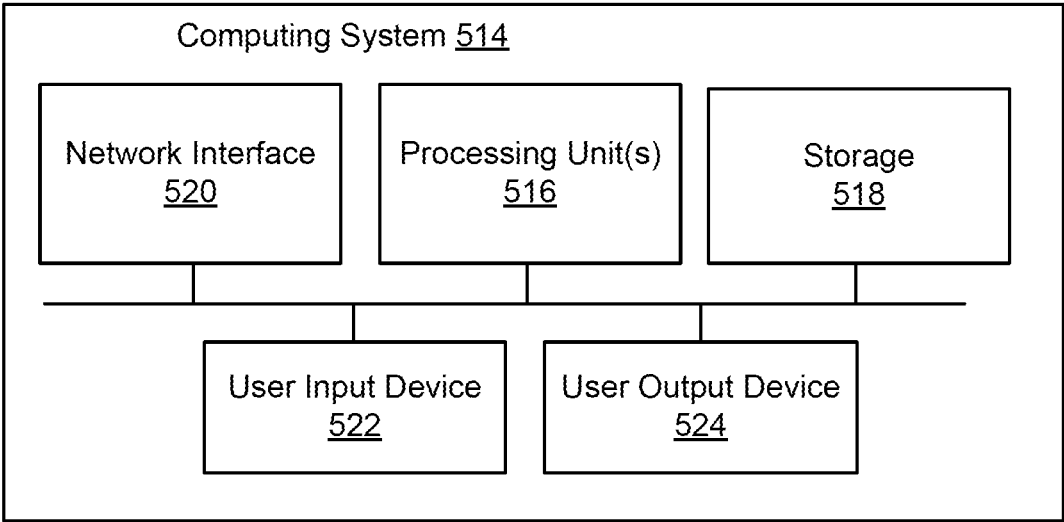 Computing System 514
Network Interface
520
Processing Unit(s)
516
Storage
518
User Input Device
522
User Output Device
524